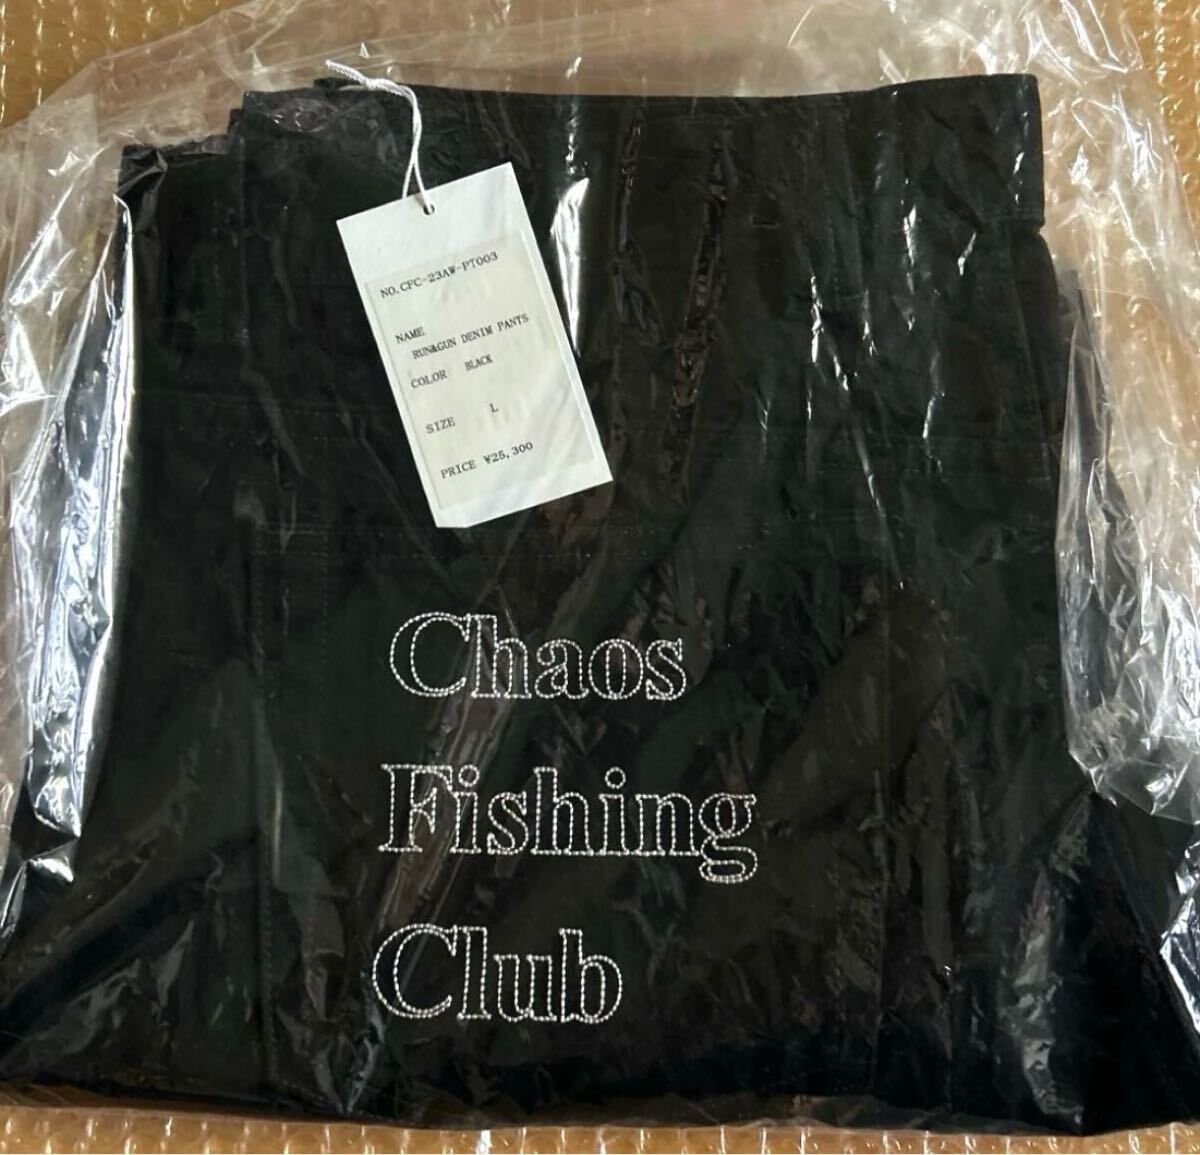 NO.CFC-23AW-PT003
NAME
RUN&GUN DENIM PANTS
COLOR BLACK
SIZE L
PRICE ¥25,300
Chaos
Fishing
Club